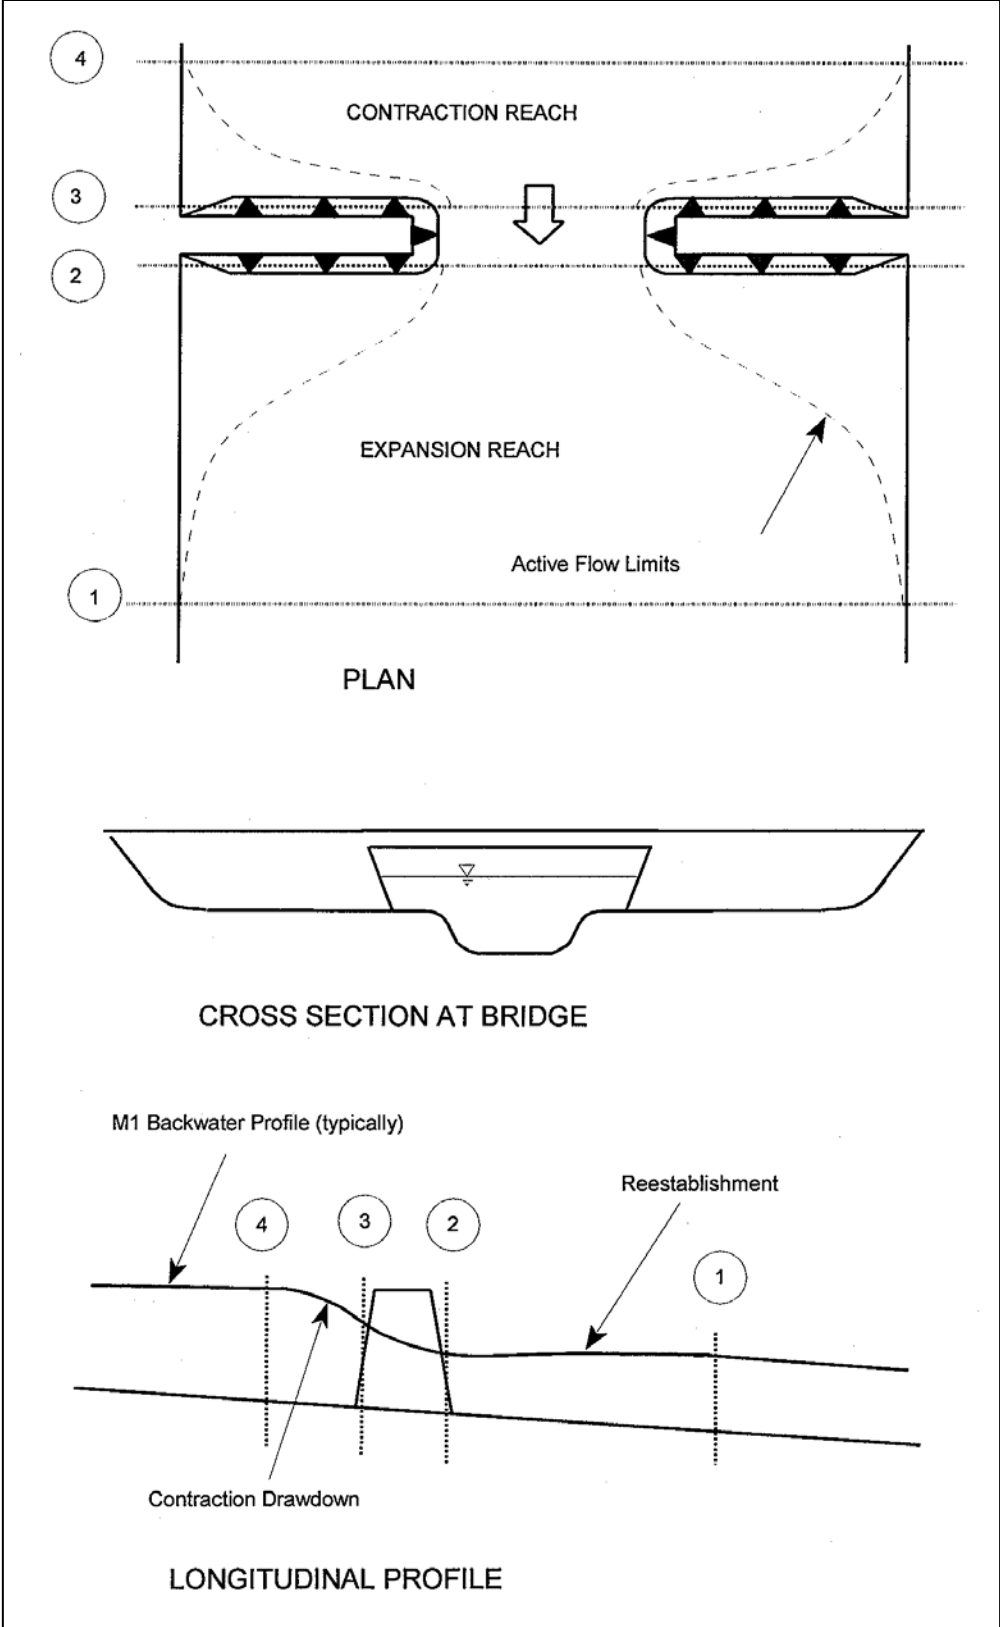 4
CONTRACTION REACH
3
2
EXPANSION REACH
Active Flow Limits
1
PLAN
CROSS SECTION AT BRIDGE
M1 Backwater Profile (typically)
Reestablishment
4
3
2
1
Contraction Drawdown
LONGITUDINAL PROFILE